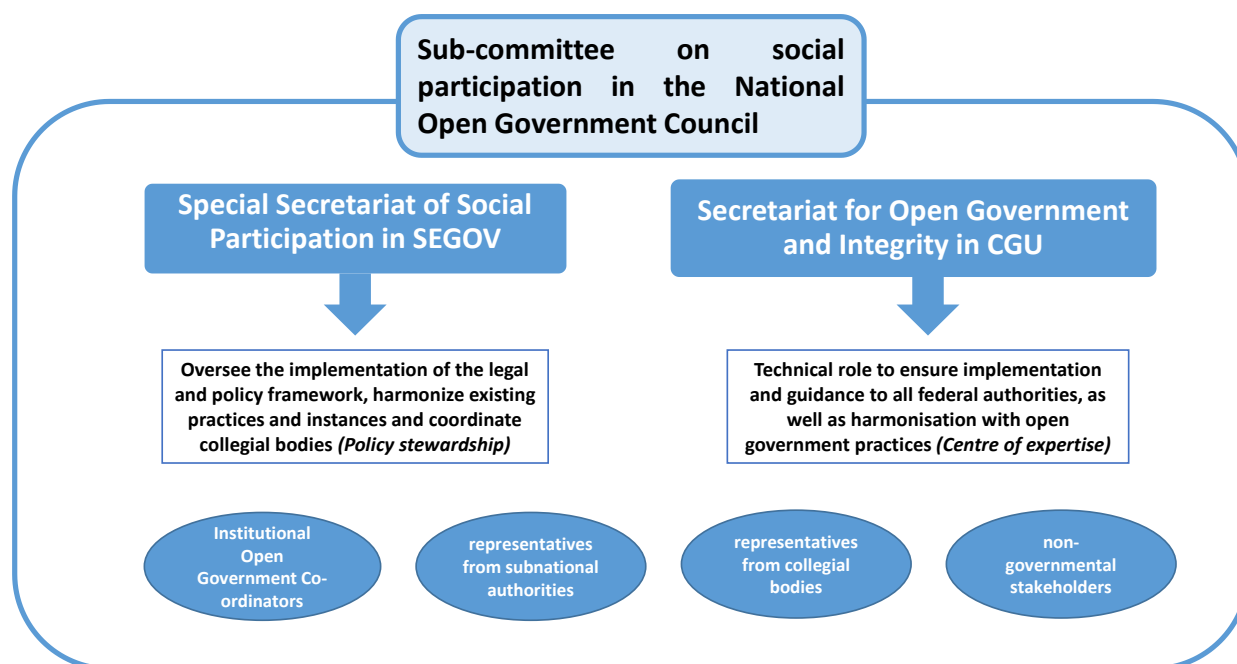 Sub-committee on social
participation in the National
Open Government Council
Special Secretariat of Social
Participation in SEGOV
Secretariat for Open Government
and Integrity in CGU
Oversee the implementation of the legal
and policy framework, harmonize existing
practices and instances and coordinate
collegial bodies (Policy stewardship)
Technical role to ensure implementation
and guidance to all federal authorities, as
well as harmonisation with open
government practices (Centre of expertise)
Institutional
Open
Government Co-
ordinators
representatives
from subnational
authorities
representatives
from collegial
bodies
non-
governmental
stakeholders